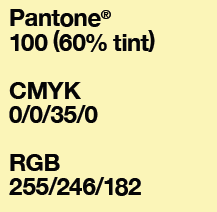 Pantone®
100 (60% tint)
CMYK
0/0/35/0
RGB
255/246/182